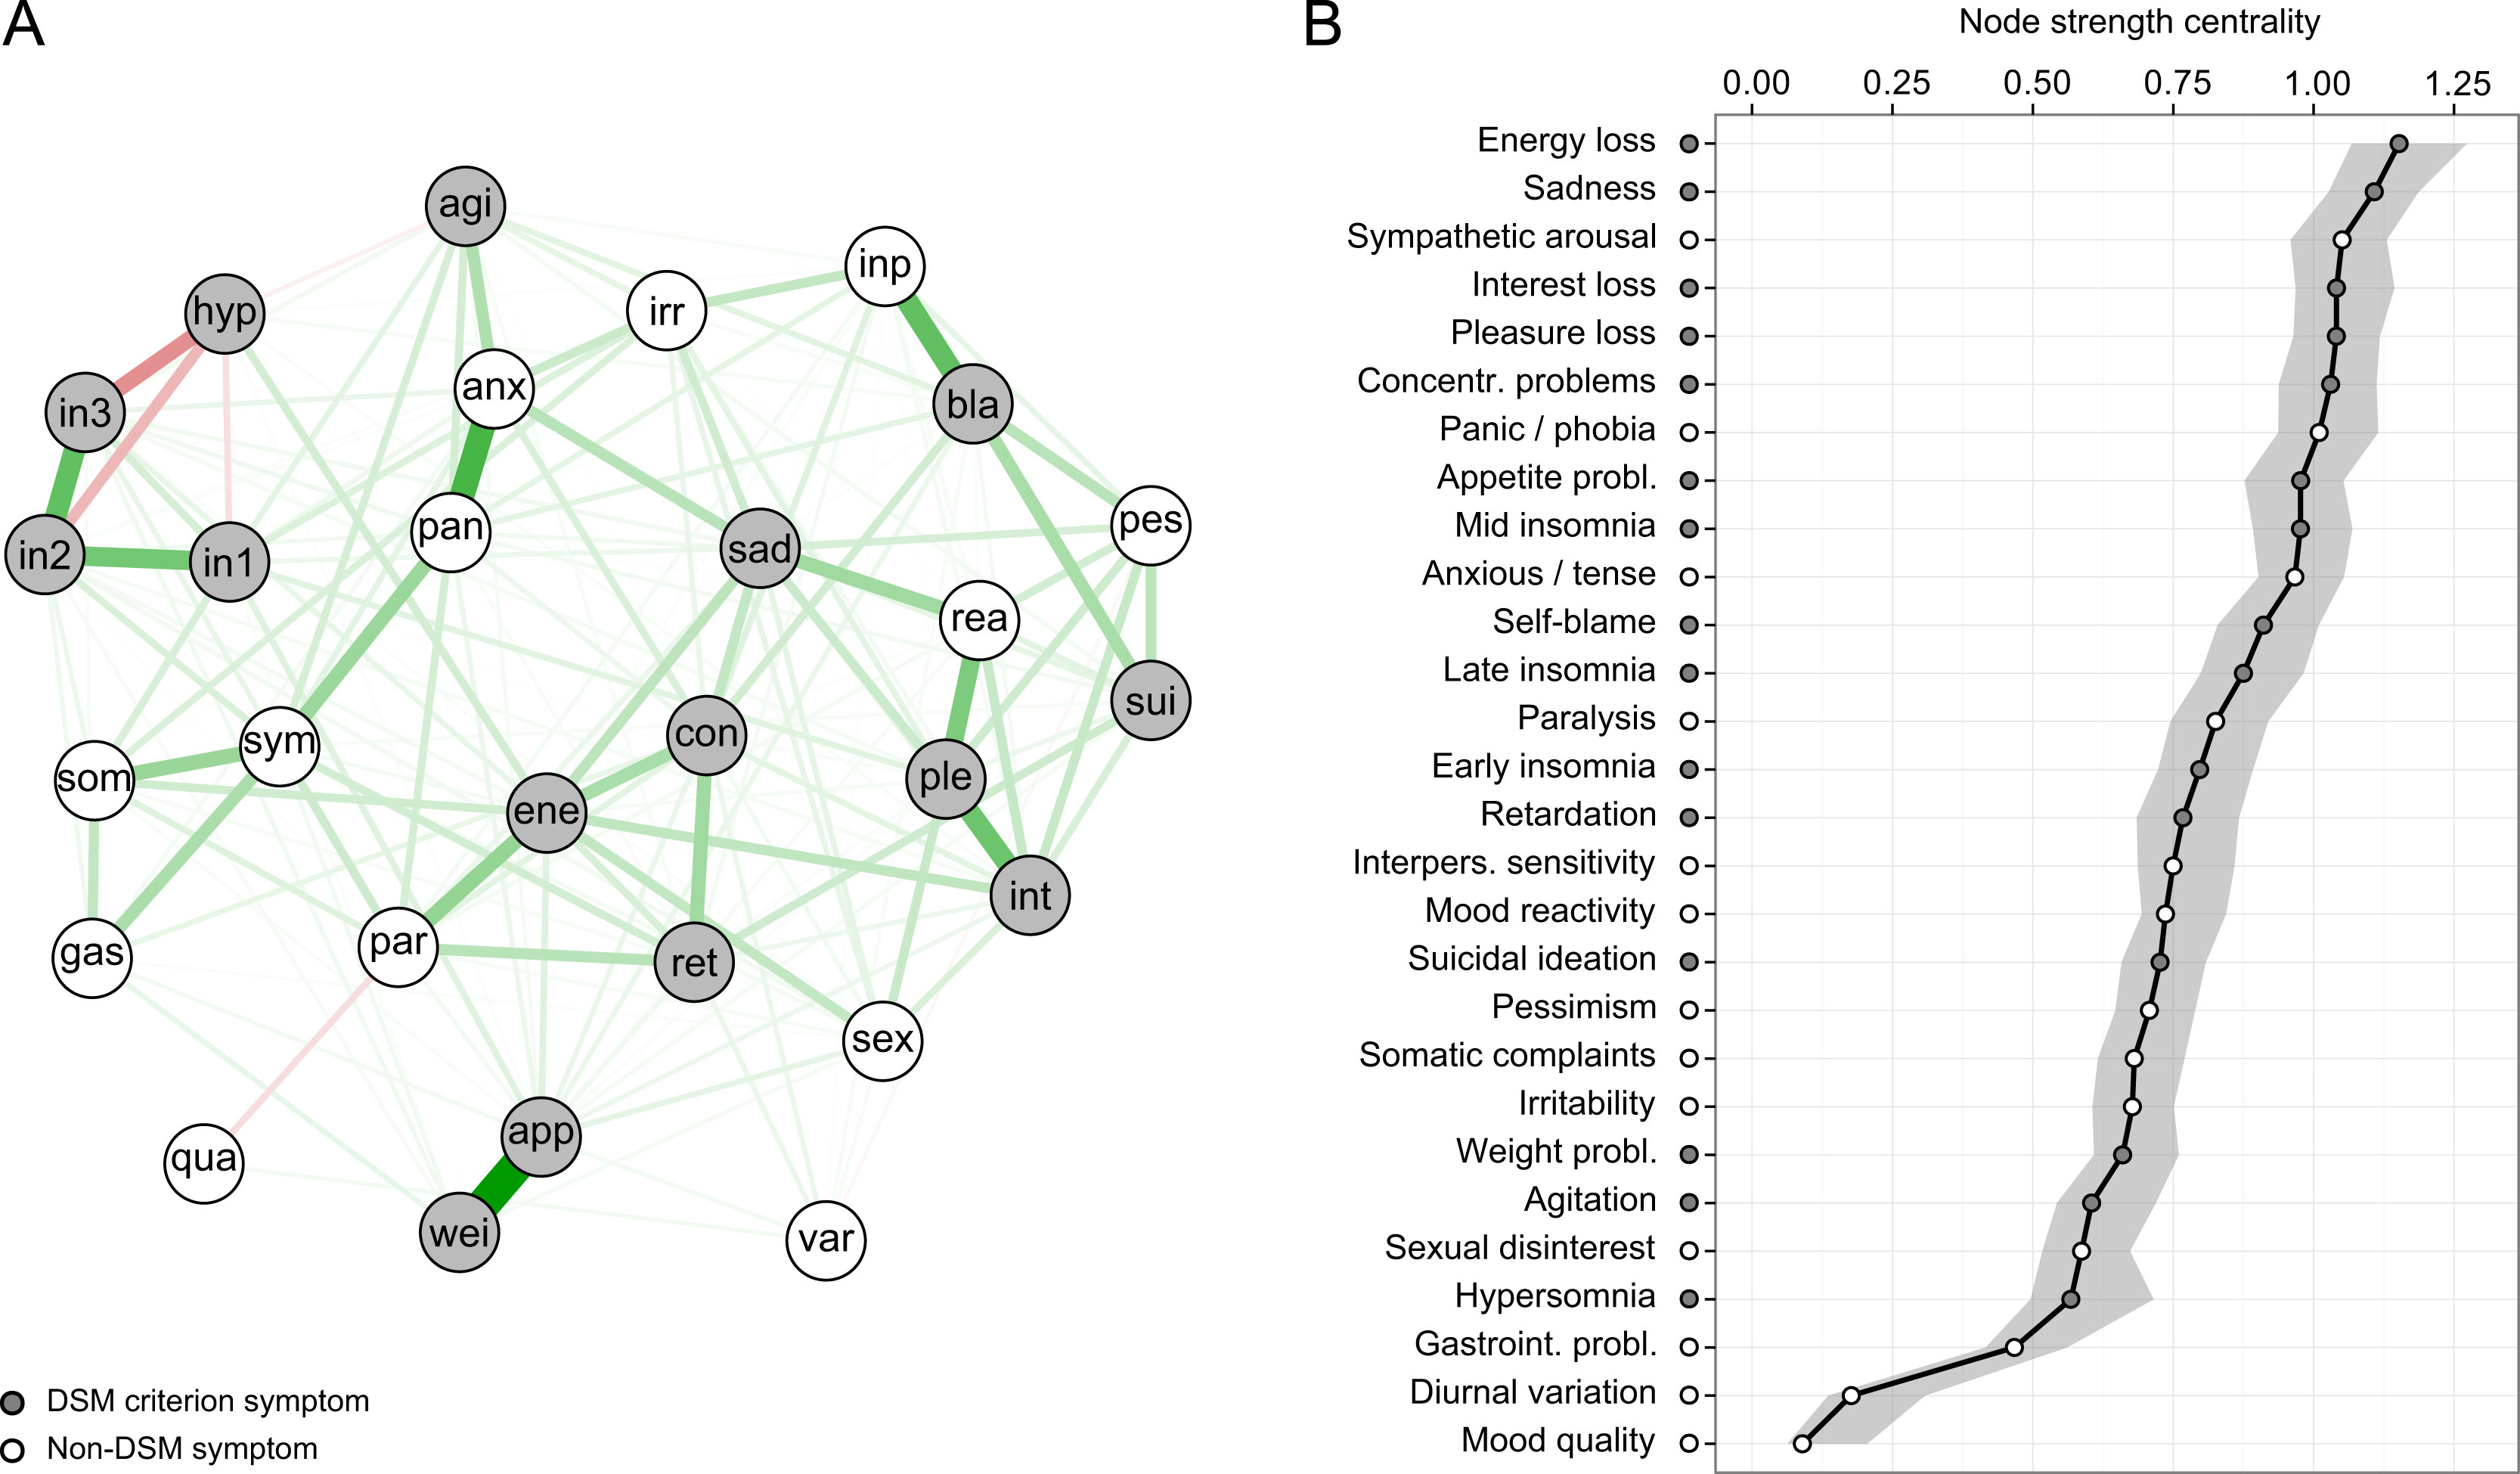 A
agi
inp
hyp
irr
anx
in3
bla
pan
pes
in2
in1
sad
rea
sui
con
sym
som
ple
ene
int
par
gas
ret
sex
app
qua
wei
var
DSM criterion symptom
Non-DSM symptom
B
Node strength centrality
0.00 0.25 0.50 0.75 1.00 1.25
Energy loss
Sadness
Sympathetic arousal
Interest loss
Pleasure loss
Concentr. problems
Panic / phobia
Appetite probl.
Mid insomnia
Anxious / tense
Self-blame
Late insomnia
Paralysis
Early insomnia
Retardation
Interpers. sensitivity
Mood reactivity
Suicidal ideation
Pessimism
Somatic complaints
Irritability
Weight probl.
Agitation
Sexual disinterest
Hypersomnia
Gastroint. probl.
Diurnal variation
Mood quality